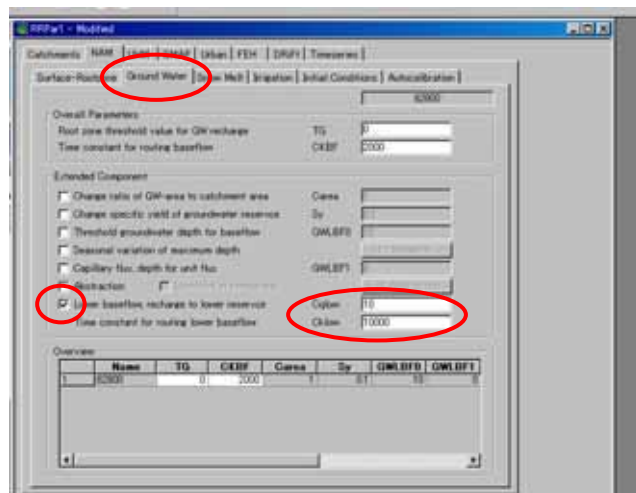 RRPar1 - Modified
Catchments NAM UHM SMAP Urban FEH DRiFt Timeseries
Surface-Rootzone Ground Water Snow Melt Irrigation Initial Conditions Autocalibration
62800
Overall Parameters
Root zone threshold value for GW recharge TG 0
Time constant for routing baseflow CKBF 2000
Extended Component
Change ratio of GW-area to catchment area Carea
Change specific yield of groundwater reservoir Sy
Threshold groundwater depth for baseflow GWLBF0
Seasonal variation of maximum depth
Capillary flux, depth for unit flux GWLBF1
Abstraction
Lower baseflow, recharge to lower reservoir Cqlow 10
Time constant for routing lower baseflow Cklow 10000
Overview
Name TG CKBF Carea Sy GWLBF0 GWLBF1
1 62800 0 2000 1 0.1 10 0